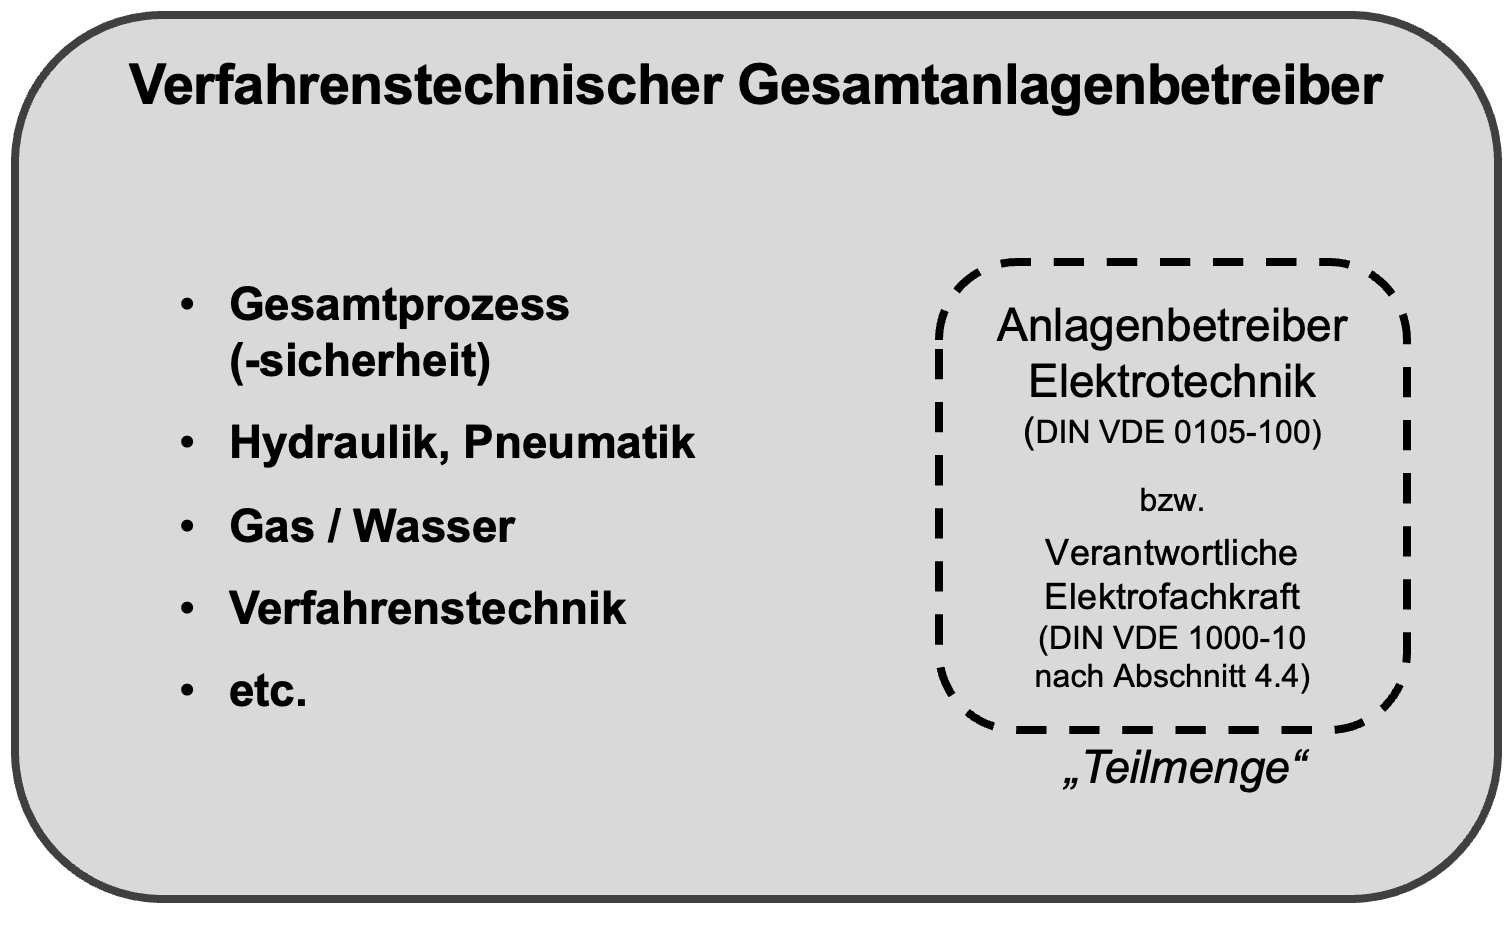 Verfahrenstechnischer Gesamtanlagenbetreiber
• Gesamtprozess
(-sicherheit)
• Hydraulik, Pneumatik
• Gas / Wasser
• Verfahrenstechnik
• etc.
Anlagenbetreiber
Elektrotechnik
(DIN VDE 0105-100)
bzw.
Verantwortliche
Elektrofachkraft
(DIN VDE 1000-10
nach Abschnitt 4.4)
„Teilmenge“